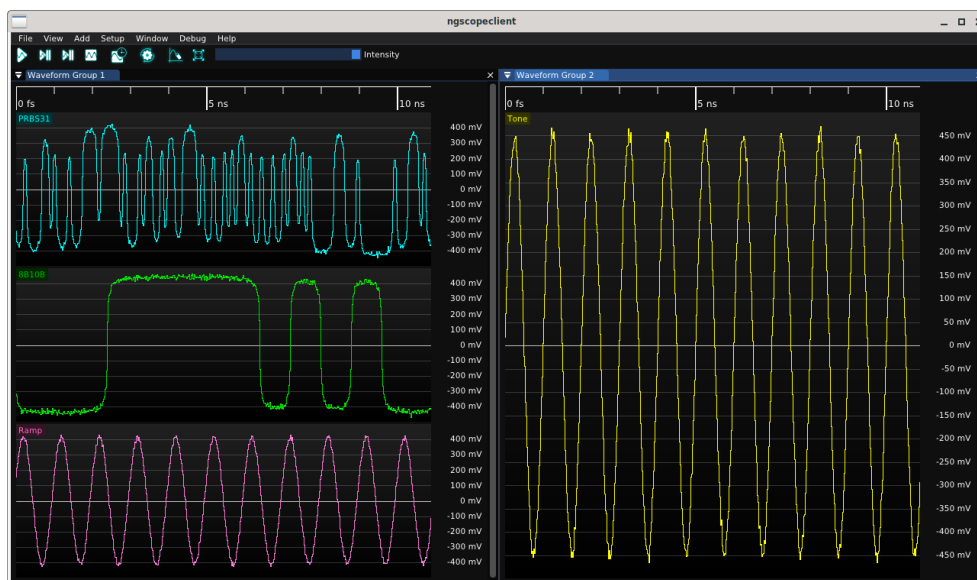 ngscopeclient
File View Add Setup Window Debug Help
Intensity
Waveform Group 1
0 fs 5 ns 10 ns
PRBS31
400 mV
300 mV
200 mV
100 mV
0 mV
-100 mV
-200 mV
-300 mV
-400 mV
8B10B
400 mV
300 mV
200 mV
100 mV
0 mV
-100 mV
-200 mV
-300 mV
-400 mV
Ramp
400 mV
300 mV
200 mV
100 mV
0 mV
-100 mV
-200 mV
-300 mV
-400 mV
Waveform Group 2
0 fs 5 ns 10 ns
Tone
450 mV
400 mV
350 mV
300 mV
250 mV
200 mV
150 mV
100 mV
50 mV
0 mV
-50 mV
-100 mV
-150 mV
-200 mV
-250 mV
-300 mV
-350 mV
-400 mV
-450 mV